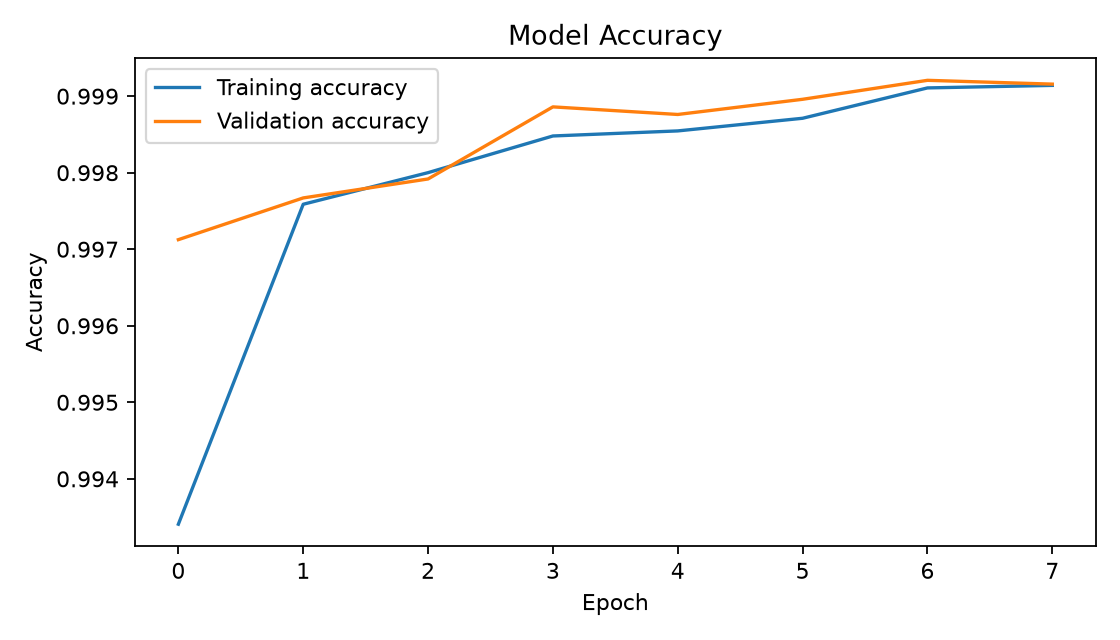 Model Accuracy
Training accuracy
Validation accuracy
0.999
0.998
0.997
0.996
0.995
0.994
Accuracy
0 1 2 3 4 5 6 7
Epoch